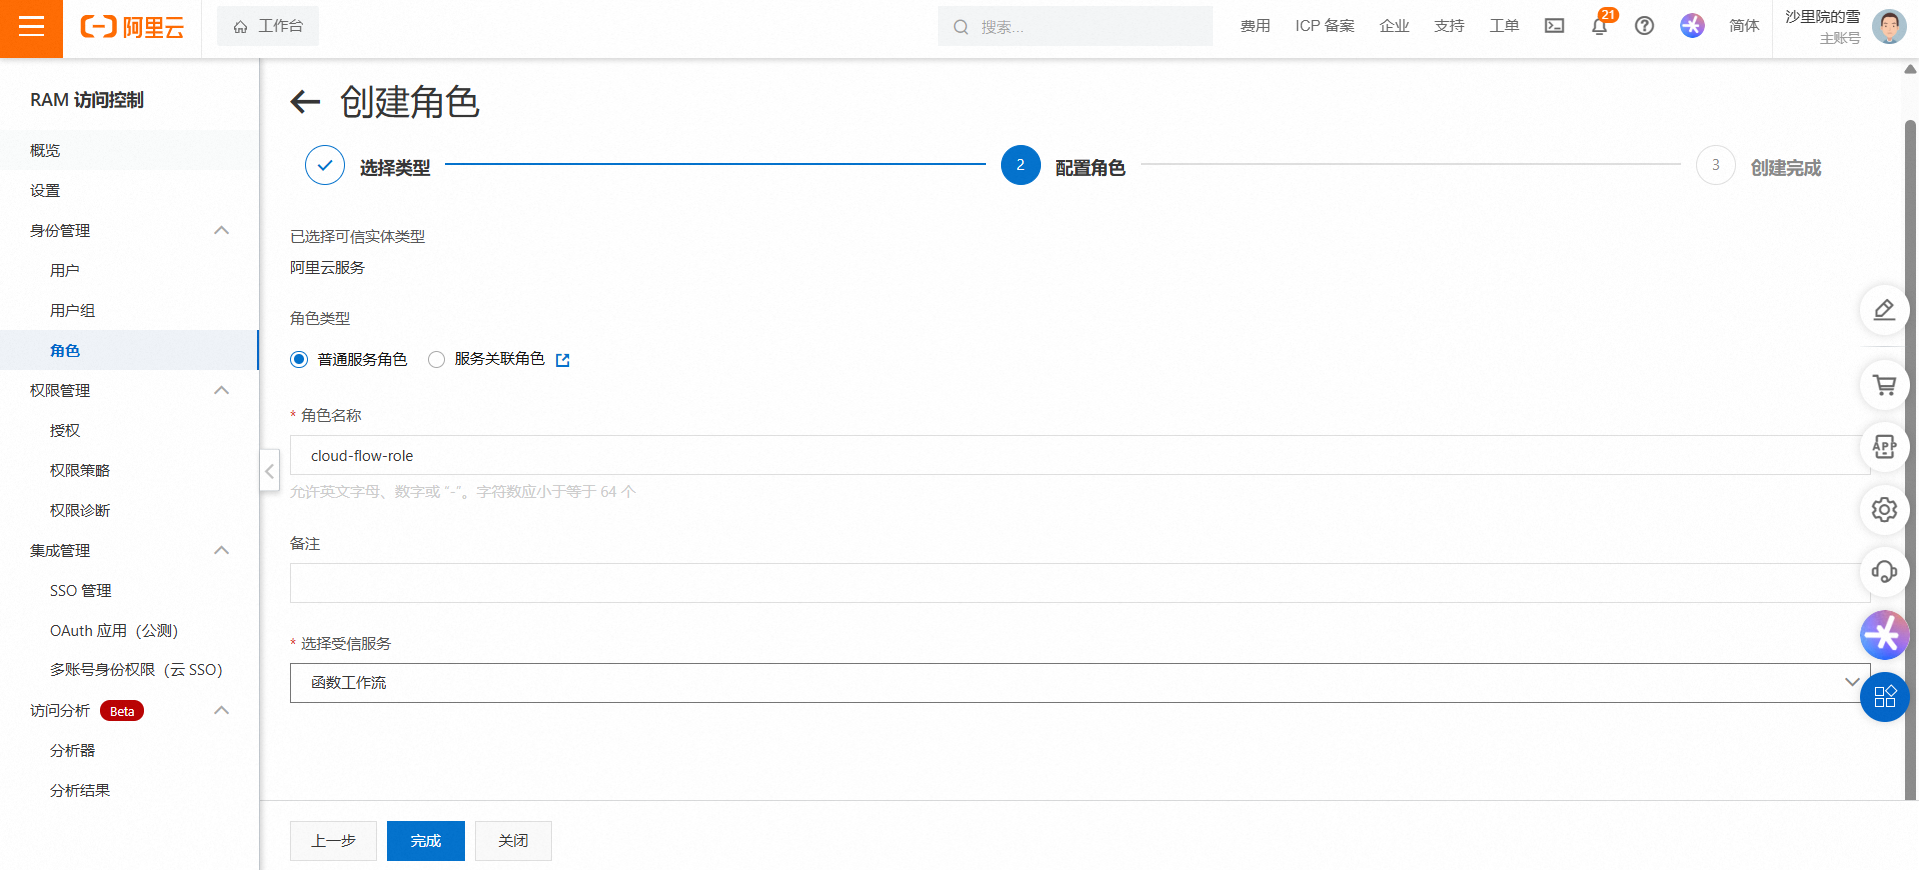 阿里云
工作台
搜索...
费用
ICP 备案
企业
支持
工单
21
简体
沙里院的雪
主账号
RAM 访问控制
概览
设置
身份管理
用户
用户组
角色
权限管理
授权
权限策略
权限诊断
集成管理
SSO 管理
OAuth 应用（公测）
多账号身份权限（云 SSO）
访问分析 Beta
分析器
分析结果
创建角色
选择类型
2 配置角色
3 创建完成
已选择可信实体类型
阿里云服务
角色类型
普通服务角色 服务关联角色
* 角色名称
cloud-flow-role
允许英文字母、数字或 "-"。字符数应小于等于 64 个
备注
* 选择受信服务
函数工作流
上一步 完成 关闭
APP